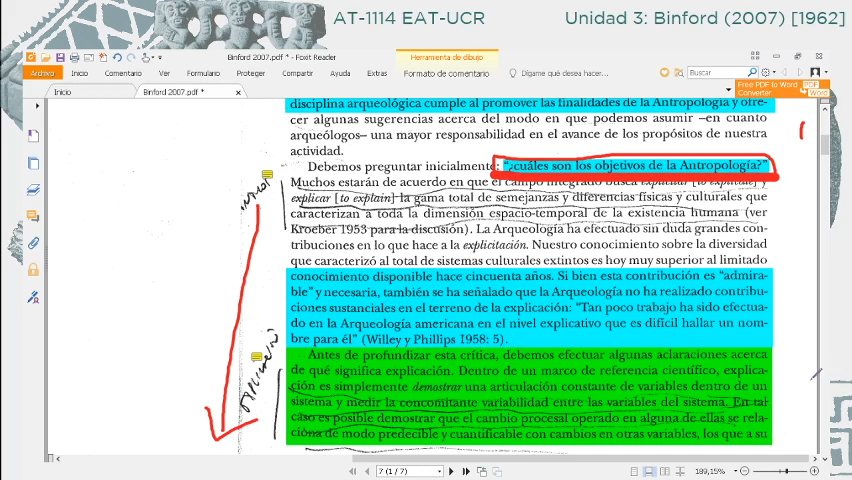 AT-1114 EAT-UCR
Unidad 3: Binford (2007) [1962]
Binford 2007.pdf * - Foxit Reader
Herramienta de dibujo
Archivo Inicio Comentario Ver Formulario Proteger Compartir Ayuda Extras Formato de comentario Dígame qué desea hacer... Buscar
Inicio Binford 2007.pdf *
Free PDF to Word
Converter
PDF
Word
disciplina arqueológica cumple al promover las finalidades de la Antropología y ofre-
cer algunas sugerencias acerca del modo en que podemos asumir –en cuanto
arqueólogos– una mayor responsabilidad en el avance de los propósitos de nuestra
actividad.
Debemos preguntar inicialmente: “¿cuáles son los objetivos de la Antropología?”
Muchos estarán de acuerdo en que el campo integrado busca explicitar [to explicate] y
explicar [to explain] la gama total de semejanzas y diferencias físicas y culturales que
caracterizan a toda la dimensión espacio-temporal de la existencia humana (ver
Kroeber 1953 para la discusión). La Arqueología ha efectuado sin duda grandes con-
tribuciones en lo que hace a la explicitación. Nuestro conocimiento sobre la diversidad
que caracterizó al total de sistemas culturales extintos es hoy muy superior al limitado
conocimiento disponible hace cincuenta años. Si bien esta contribución es “admira-
ble” y necesaria, también se ha señalado que la Arqueología no ha realizado contribu-
ciones sustanciales en el terreno de la explicación: “Tan poco trabajo ha sido efectua-
do en la Arqueología americana en el nivel explicativo que es difícil hallar un nom-
bre para él” (Willey y Phillips 1958: 5).
Antes de profundizar esta crítica, debemos efectuar algunas aclaraciones acerca
de qué significa explicación. Dentro de un marco de referencia científico, explica-
ción es simplemente demostrar una articulación constante de variables dentro de un
sistema y medir la concomitante variabilidad entre las variables del sistema. En tal
caso es posible demostrar que el cambio procesal operado en alguna de ellas se rela-
ciona de modo predecible y cuantificable con cambios en otras variables, los que a su
7 (1 / 7)
189,15%